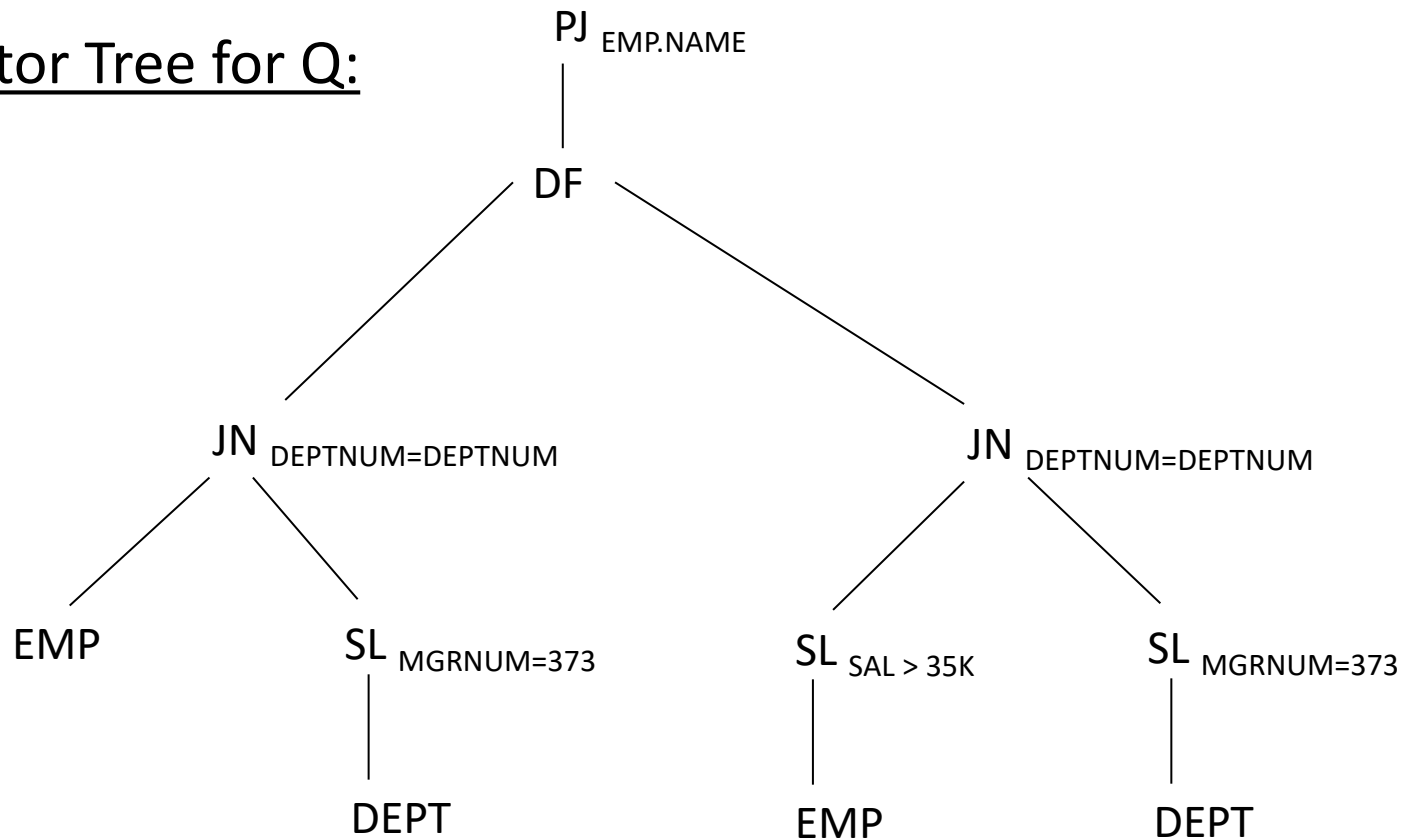 PJ EMP.NAME
tor Tree for Q:
DF
JN DEPTNUM=DEPTNUM
JN DEPTNUM=DEPTNUM
EMP
SL MGRNUM=373
SL SAL > 35K
SL MGRNUM=373
DEPT
EMP
DEPT